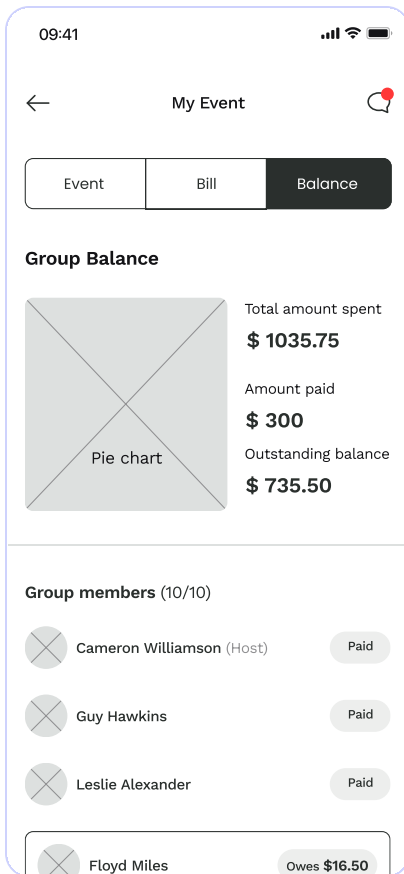 09:41
My Event
Event Bill Balance
Group Balance
Total amount spent
$ 1035.75
Amount paid
$ 300
Outstanding balance
$ 735.50
Pie chart
Group members (10/10)
Cameron Williamson (Host) Paid
Guy Hawkins Paid
Leslie Alexander Paid
Floyd Miles Owes $16.50